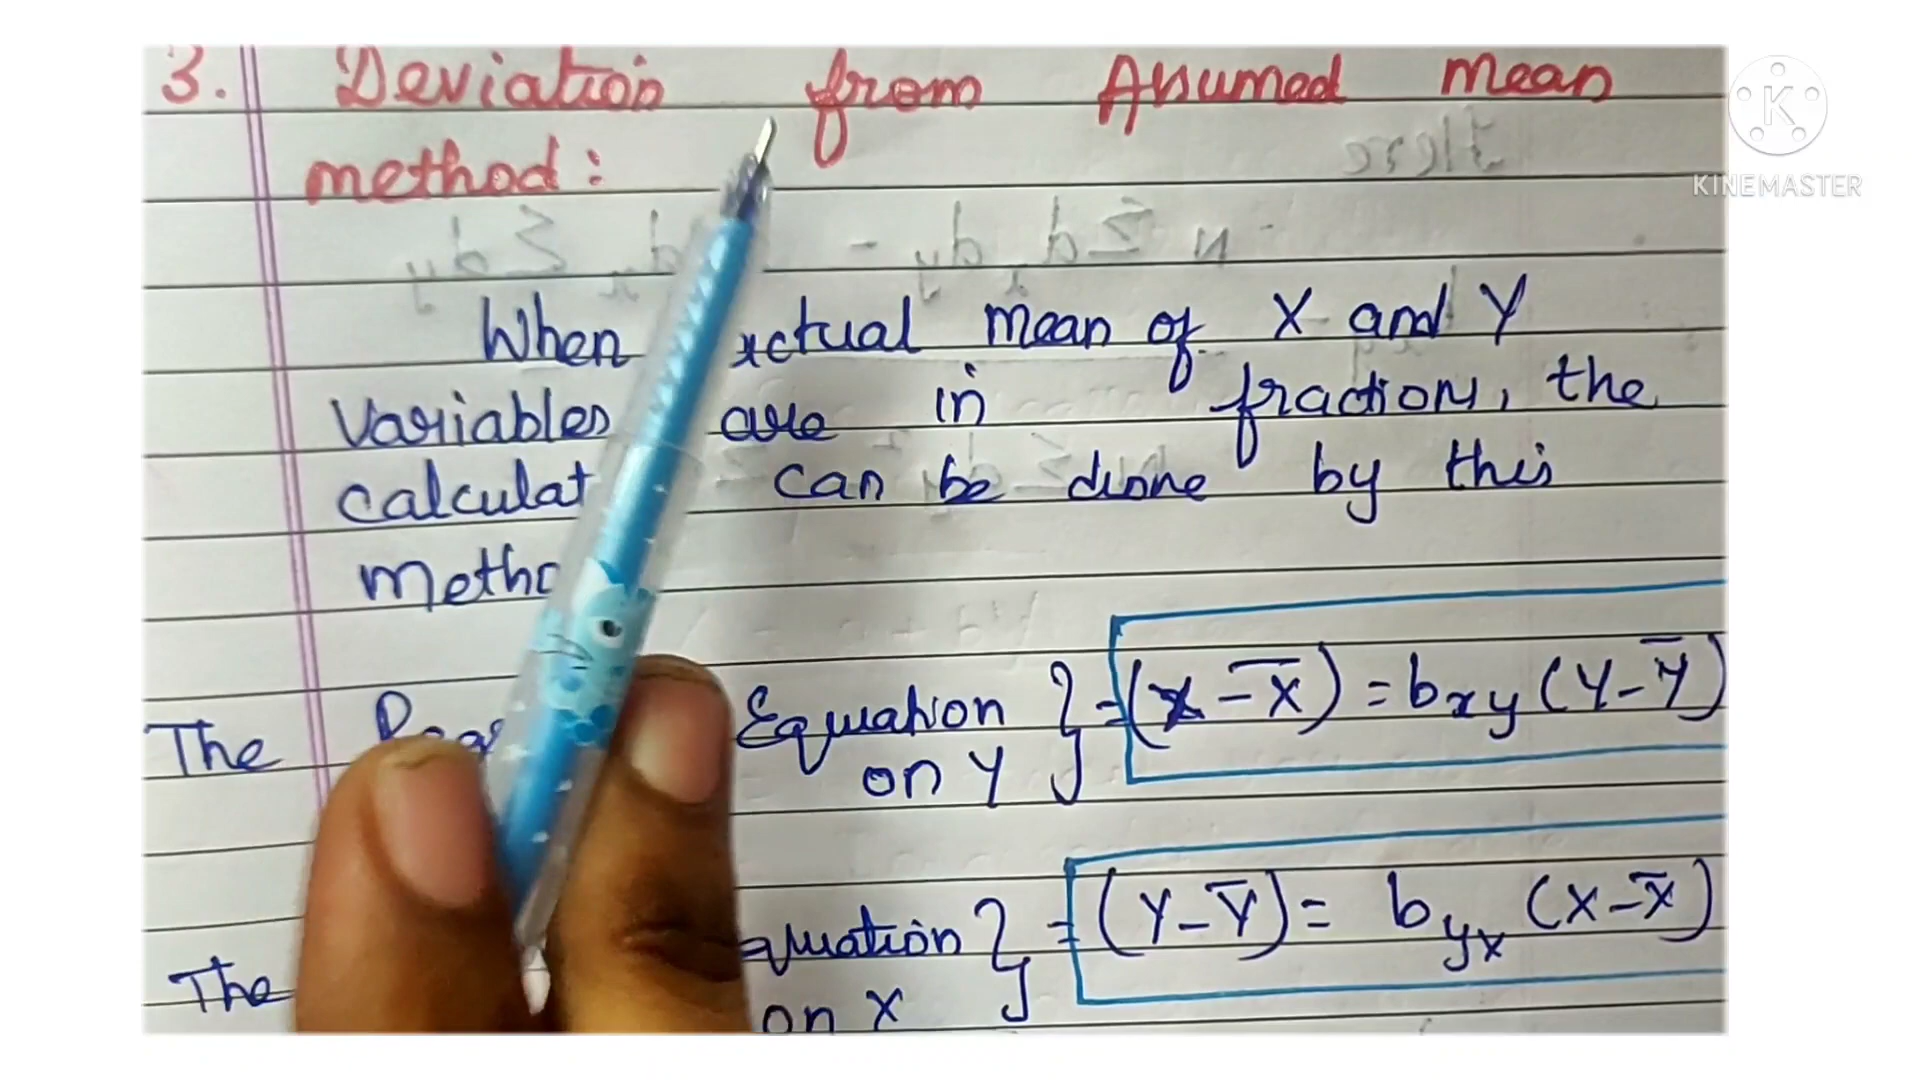 3. Deviation from Assumed mean
method:
When actual mean of X and Y
variables are in fraction, the
calculat can be done by this
metho
The Equation } = (X - X̄) = bxy (Y - Ȳ)
on Y
The quation } = (Y - Ȳ) = byx (X - X̄)
on X
KINEMASTER